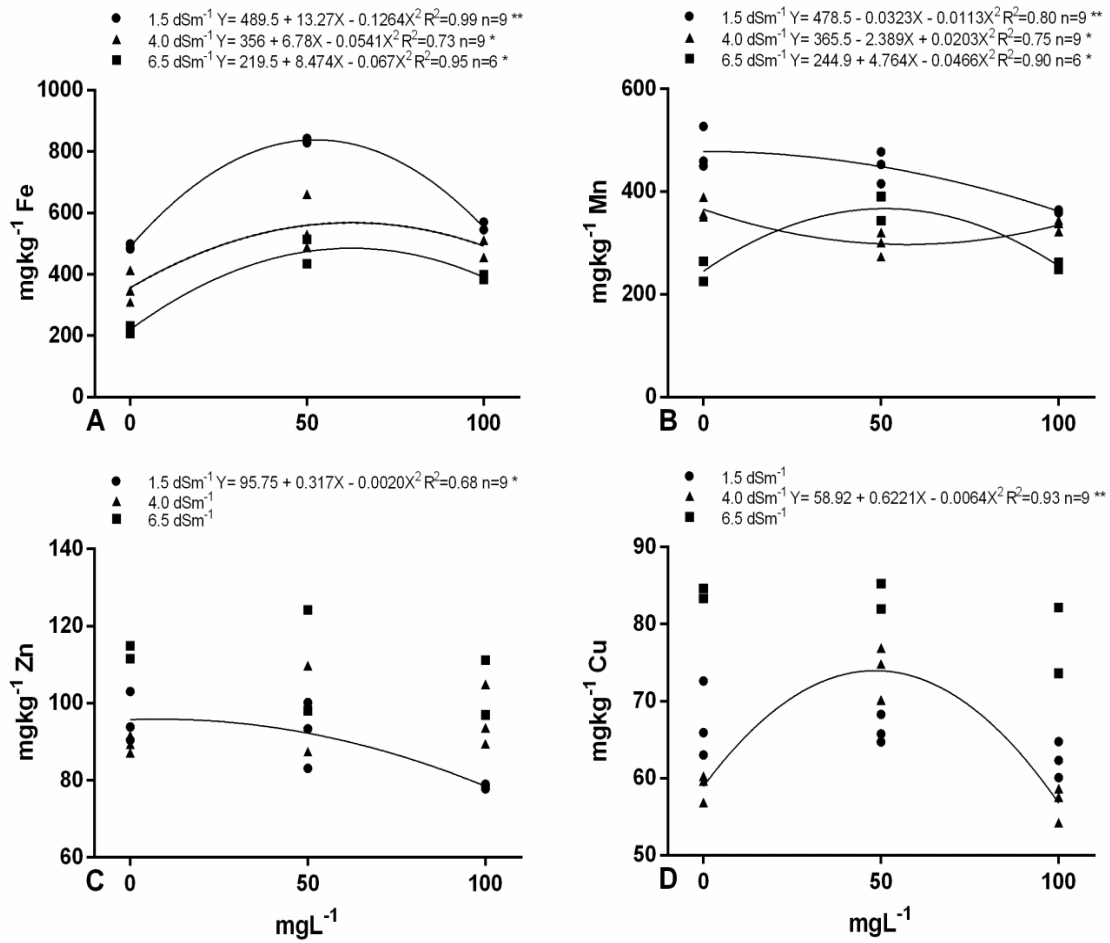 1.5 dSm⁻¹ Y= 489.5 + 13.27X - 0.1264X² R²=0.99 n=9 **
4.0 dSm⁻¹ Y= 356 + 6.78X - 0.0541X² R²=0.73 n=9 *
6.5 dSm⁻¹ Y= 219.5 + 8.474X - 0.067X² R²=0.95 n=6 *
1000
800
600
400
200
0
mgkg⁻¹ Fe
A
0 50 100
1.5 dSm⁻¹ Y= 478.5 - 0.0323X - 0.0113X² R²=0.80 n=9 **
4.0 dSm⁻¹ Y= 365.5 - 2.389X + 0.0203X² R²=0.75 n=9 *
6.5 dSm⁻¹ Y= 244.9 + 4.764X - 0.0466X² R²=0.90 n=6 *
600
400
200
0
mgkg⁻¹ Mn
B
0 50 100
1.5 dSm⁻¹ Y= 95.75 + 0.317X - 0.0020X² R²=0.68 n=9 *
4.0 dSm⁻¹
6.5 dSm⁻¹
140
120
100
80
60
mgkg⁻¹ Zn
C
0 50 100
mgL⁻¹
1.5 dSm⁻¹
4.0 dSm⁻¹ Y= 58.92 + 0.6221X - 0.0064X² R²=0.93 n=9 **
6.5 dSm⁻¹
90
80
70
60
50
mgkg⁻¹ Cu
D
0 50 100
mgL⁻¹